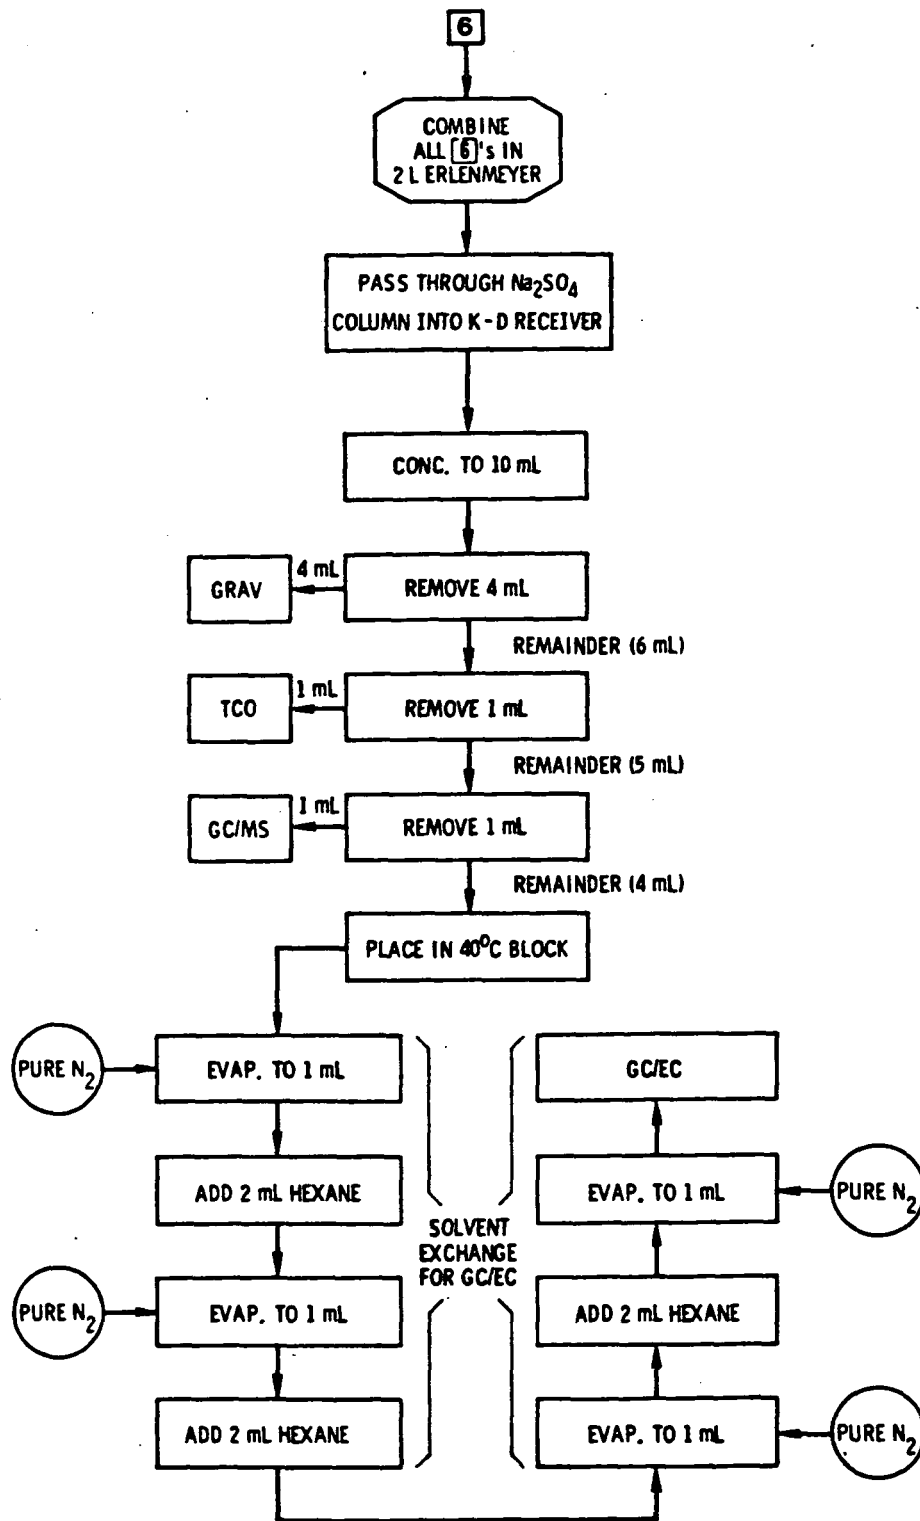 6
COMBINE
ALL 6 's IN
2 L ERLENMEYER
PASS THROUGH Na2SO4
COLUMN INTO K - D RECEIVER
CONC. TO 10 mL
GRAV
4 mL
REMOVE 4 mL
REMAINDER (6 mL)
TCO
1 mL
REMOVE 1 mL
REMAINDER (5 mL)
GC/MS
1 mL
REMOVE 1 mL
REMAINDER (4 mL)
PLACE IN 40°C BLOCK
PURE N2
EVAP. TO 1 mL
ADD 2 mL HEXANE
PURE N2
EVAP. TO 1 mL
ADD 2 mL HEXANE
SOLVENT
EXCHANGE
FOR GC/EC
EVAP. TO 1 mL
PURE N2
ADD 2 mL HEXANE
EVAP. TO 1 mL
PURE N2
GC/EC